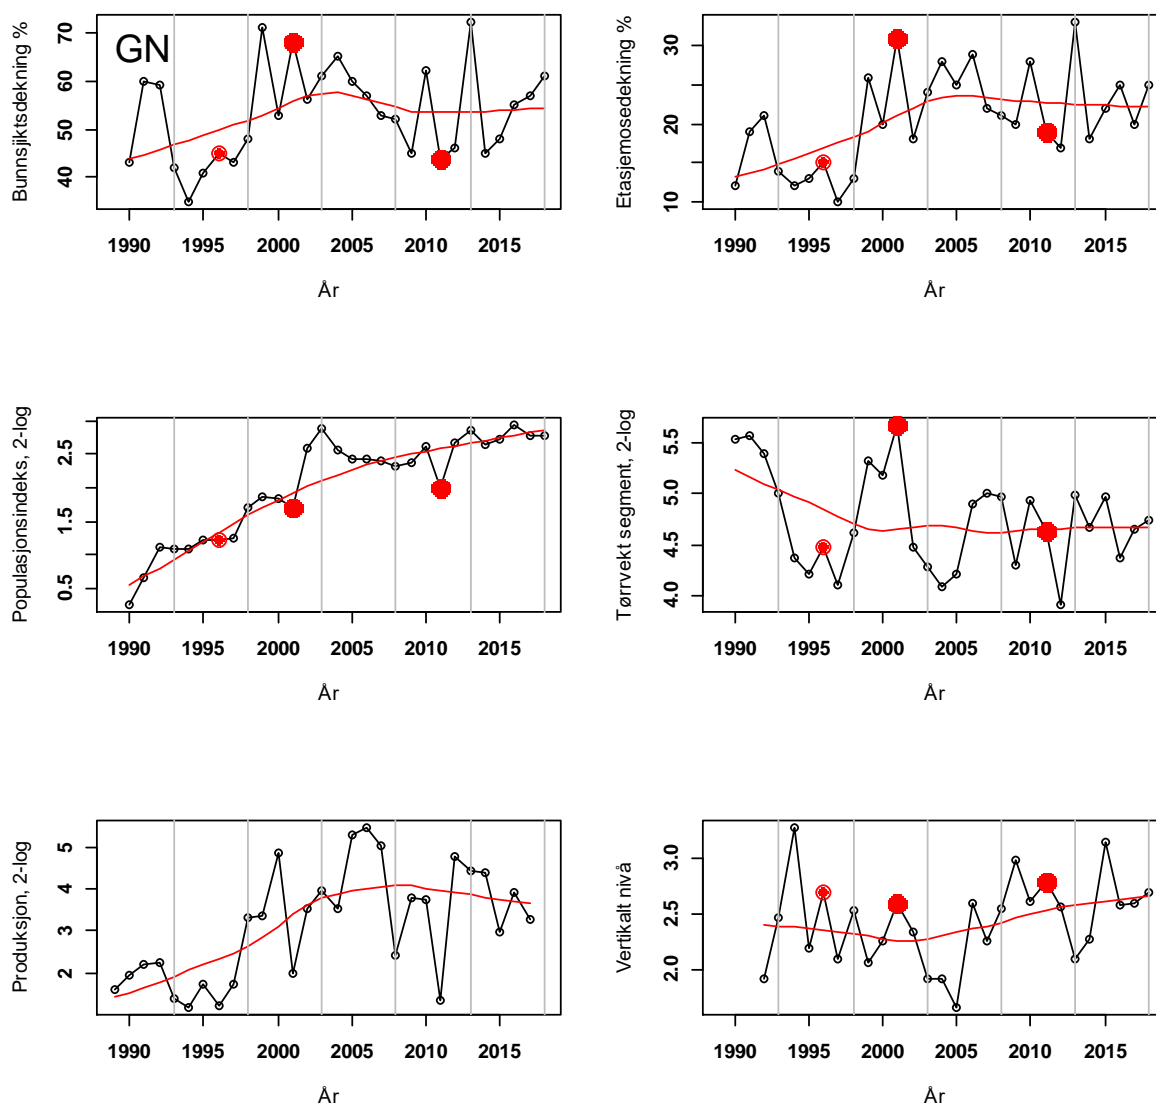 GN
Bunnsjiktsdekning %
40 50 60 70
1990 1995 2000 2005 2010 2015
År
Etasjemosedekning %
10 20 30
1990 1995 2000 2005 2010 2015
År
Populasjonsindeks, 2-log
0.5 1.5 2.5
1990 1995 2000 2005 2010 2015
År
Tørrvekt segment, 2-log
4.0 4.5 5.0 5.5
1990 1995 2000 2005 2010 2015
År
Produksjon, 2-log
2 3 4 5
1990 1995 2000 2005 2010 2015
År
Vertikalt nivå
2.0 2.5 3.0
1990 1995 2000 2005 2010 2015
År